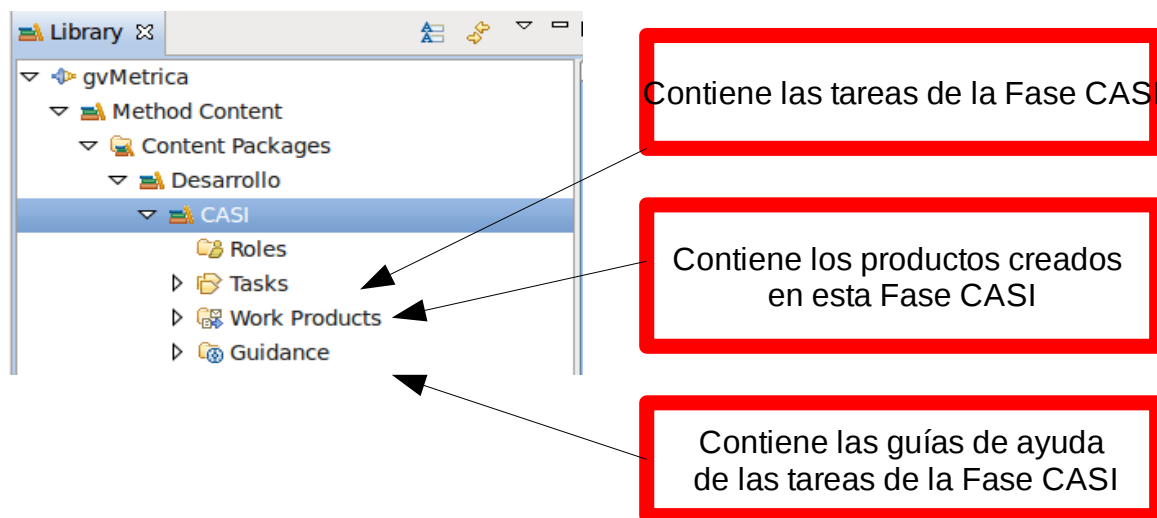 Library
gvMetrica
Method Content
Content Packages
Desarrollo
CASI
Roles
Tasks
Work Products
Guidance
Contiene las tareas de la Fase CASI
Contiene los productos creados
en esta Fase CASI
Contiene las guías de ayuda
de las tareas de la Fase CASI